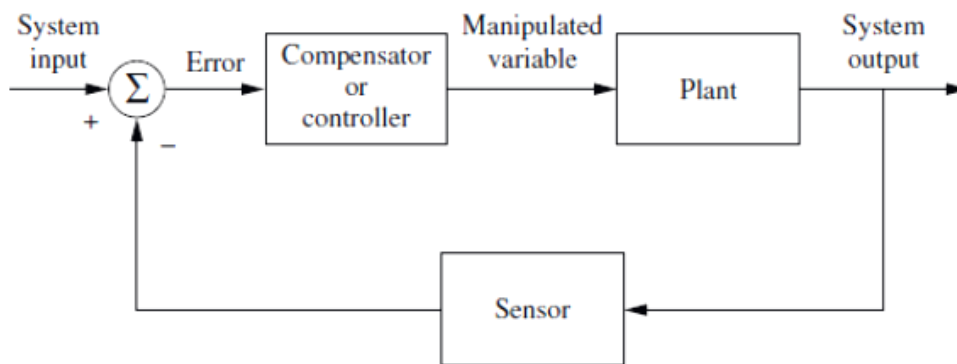 System
input
Error
Compensator
or
controller
Manipulated
variable
Plant
System
output
Σ
+
−
Sensor